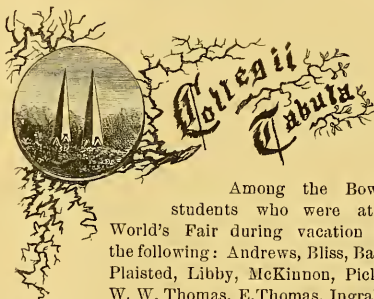 Collegii
Tabula
Among the Bow
students who were at
World's Fair during vacation
the following: Andrews, Bliss, Ba
Plaisted, Libby, McKinnon, Pick
W. W. Thomas, F. Thomas, Ingra